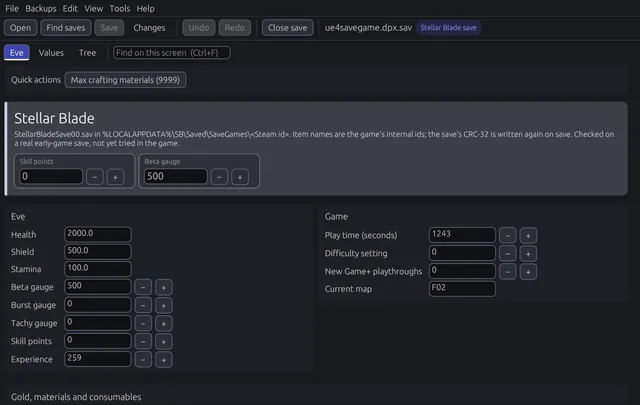 File Backups Edit View Tools Help
Open Find saves Save Changes Undo Redo Close save ue4savegame.dpx.sav Stellar Blade save
Eve Values Tree Find on this screen (Ctrl+F)
Quick actions Max crafting materials (9999)
Stellar Blade
StellarBladeSave00.sav in %LOCALAPPDATA%\SB\Saved\SaveGames\<Steam id>. Item names are the game's internal ids; the save's CRC-32 is written again on save. Checked
on a real early-game save, not yet tried in the game.
Skill points Beta gauge
0 − + 500 − +
Eve
Health 2000.0
Shield 500.0
Stamina 100.0
Beta gauge 500 − +
Burst gauge 0 − +
Tachy gauge 0 − +
Skill points 0 − +
Experience 259 − +
Game
Play time (seconds) 1243 − +
Difficulty setting 0 − +
New Game+ playthroughs 0 − +
Current map F02
Gold, materials and consumables